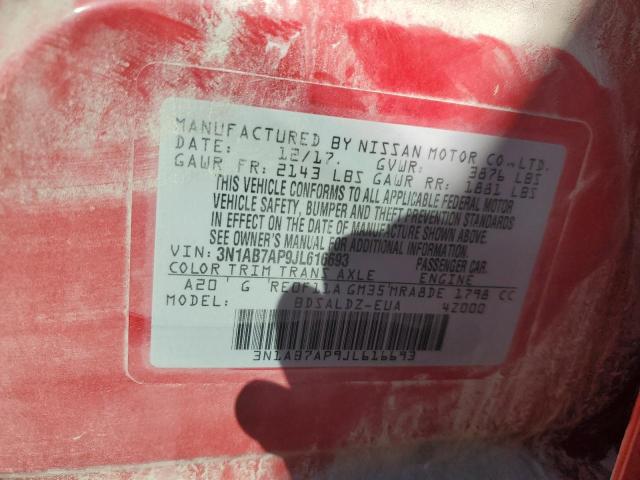 MANUFACTURED BY NISSAN MOTOR CO.,LTD.
DATE: 12/17. GVWR: 3876 LBS
GAWR FR: 2143 LBS GAWR RR: 1881 LBS
THIS VEHICLE CONFORMS TO ALL APPLICABLE FEDERAL MOTOR
VEHICLE SAFETY, BUMPER AND THEFT PREVENTION STANDARDS
IN EFFECT ON THE DATE OF MANUFACTURE SHOWN ABOVE.
SEE OWNER'S MANUAL FOR ADDITIONAL INFORMATION.
VIN: 3N1AB7AP9JL616693 PASSENGER CAR.
COLOR TRIM TRANS AXLE ENGINE
A20 G RE0F11A GM35 MRA8DE 1798 CC
MODEL: BDSALDZ-EUA 42000
3N1AB7AP9JL616693